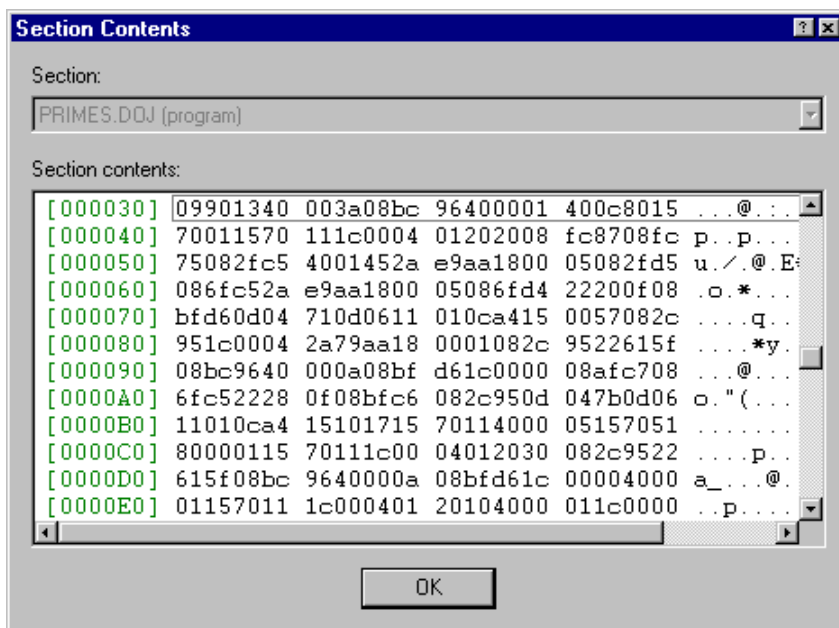 Section Contents
Section:
PRIMES.DOJ (program)
Section contents:
[000030] 09901340 003a08bc 96400001 400c8015 ...@.:.
[000040] 70011570 111c0004 01202008 fc8708fc p..p...
[000050] 75082fc5 4001452a e9aa1800 05082fd5 u./.@.E*
[000060] 086fc52a e9aa1800 05086fd4 22200f08 .o.*...
[000070] bfd60d04 710d0611 010ca415 0057082c ....q..
[000080] 951c0004 2a79aa18 0001082c 9522615f ....*y.
[000090] 08bc9640 000a08bf d61c0000 08afc708 ...@...
[0000A0] 6fc52228 0f08bfc6 082c950d 047b0d06 o."(...
[0000B0] 11010ca4 15101715 70114000 05157051 .......
[0000C0] 80000115 70111c00 04012030 082c9522 ....p..
[0000D0] 615f08bc 9640000a 08bfd61c 00004000 a_...@.
[0000E0] 01157011 1c000401 20104000 011c0000 ..p....
OK